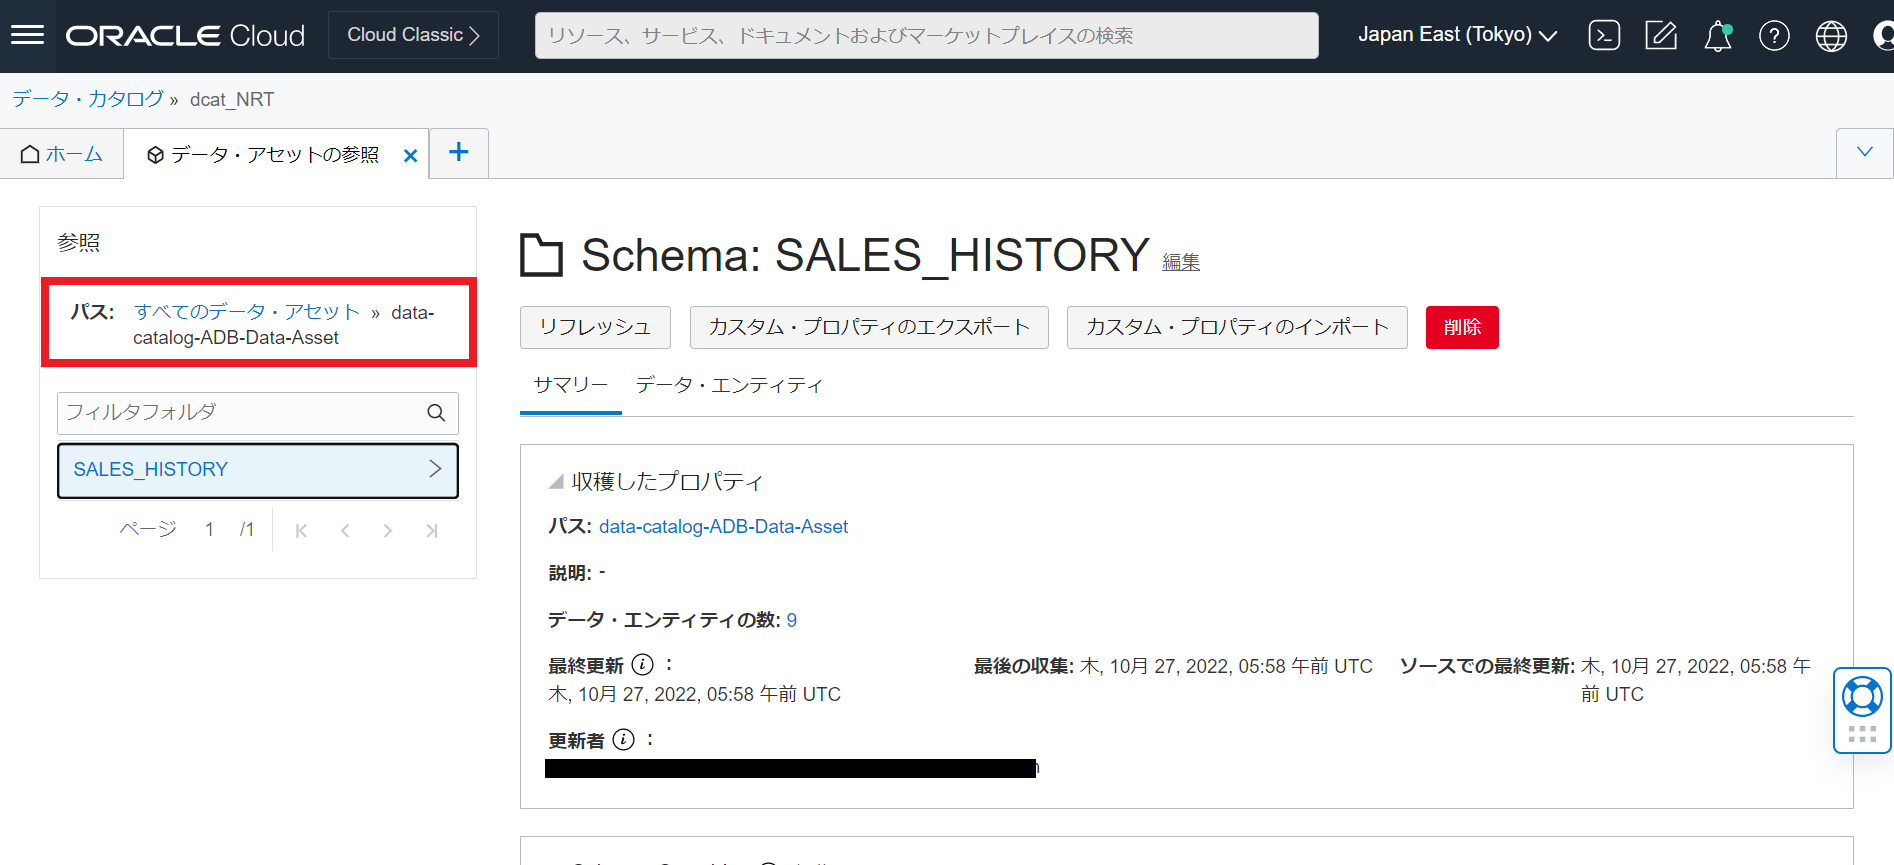 ORACLE Cloud
Cloud Classic
リソース、サービス、ドキュメントおよびマーケットプレイスの検索
Japan East (Tokyo)
データ・カタログ » dcat_NRT
ホーム
データ・アセットの参照
参照
パス: すべてのデータ・アセット » data-
catalog-ADB-Data-Asset
フィルタフォルダ
SALES_HISTORY
ページ 1 /1
Schema: SALES_HISTORY 編集
リフレッシュ
カスタム・プロパティのエクスポート
カスタム・プロパティのインポート
削除
サマリー
データ・エンティティ
収穫したプロパティ
パス: data-catalog-ADB-Data-Asset
説明: -
データ・エンティティの数: 9
最終更新 :
木, 10月 27, 2022, 05:58 午前 UTC
最後の収集: 木, 10月 27, 2022, 05:58 午前 UTC
ソースでの最終更新: 木, 10月 27, 2022, 05:58 午
前 UTC
更新者 :